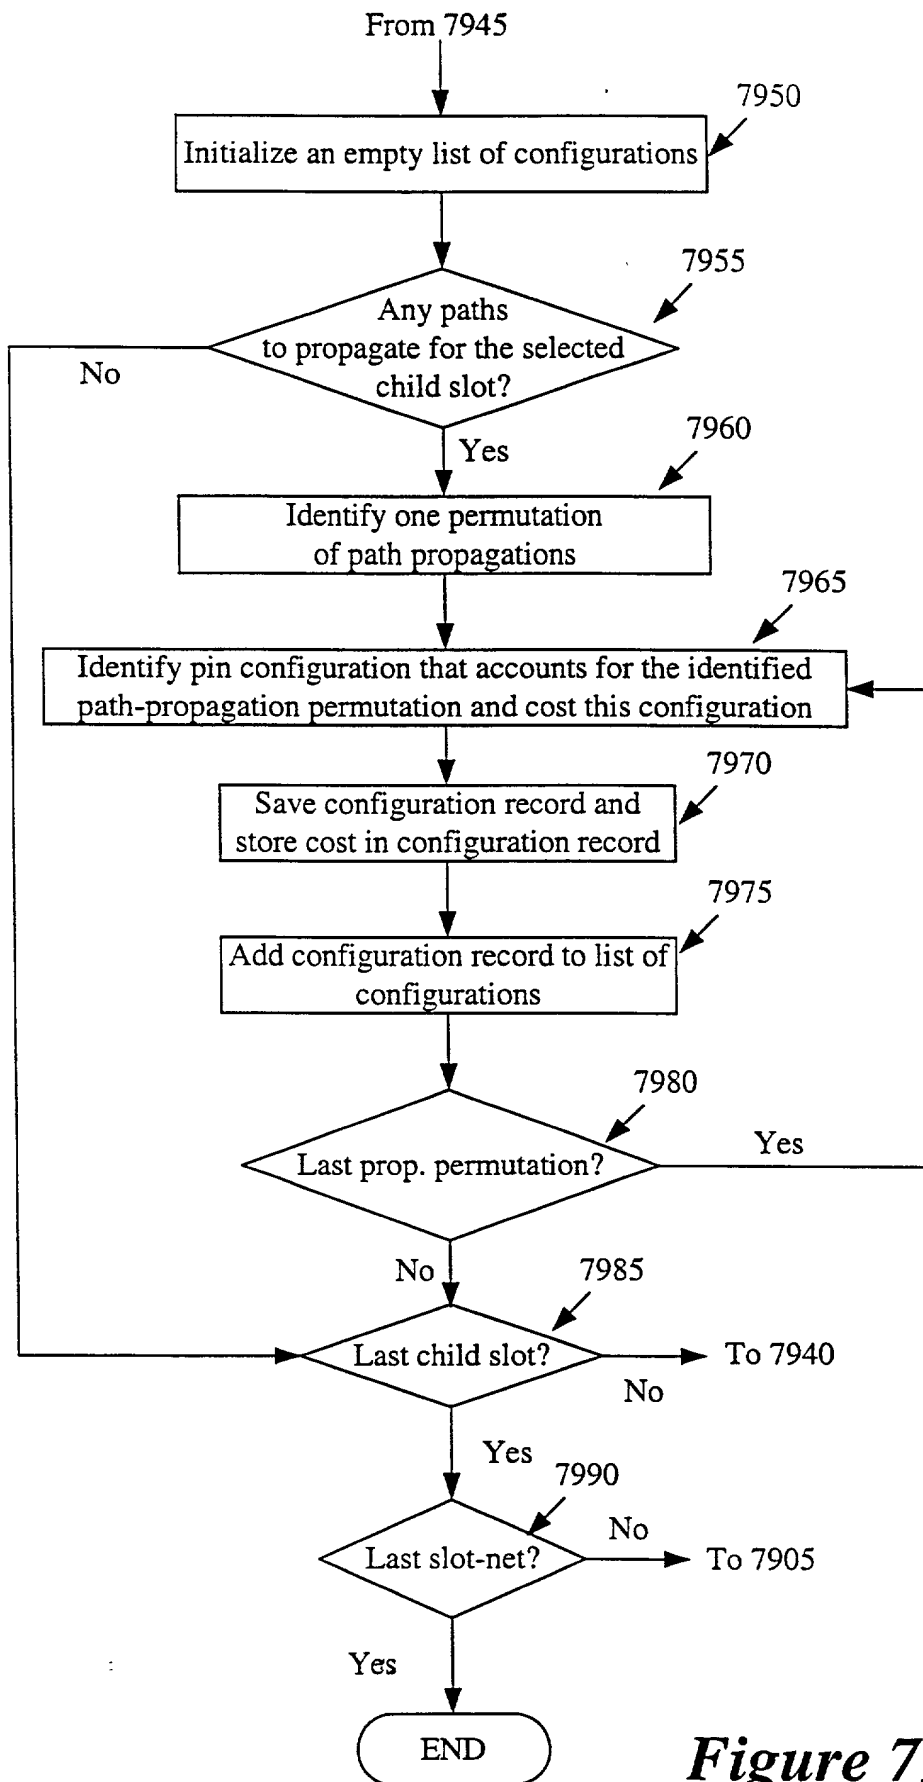 From 7945
7950
Initialize an empty list of configurations
7955
Any paths
to propagate for the selected
child slot?
No
Yes
7960
Identify one permutation
of path propagations
7965
Identify pin configuration that accounts for the identified
path-propagation permutation and cost this configuration
7970
Save configuration record and
store cost in configuration record
7975
Add configuration record to list of
configurations
7980
Last prop. permutation?
Yes
No
7985
Last child slot?
To 7940
No
Yes
7990
Last slot-net?
No
To 7905
Yes
END
Figure 7